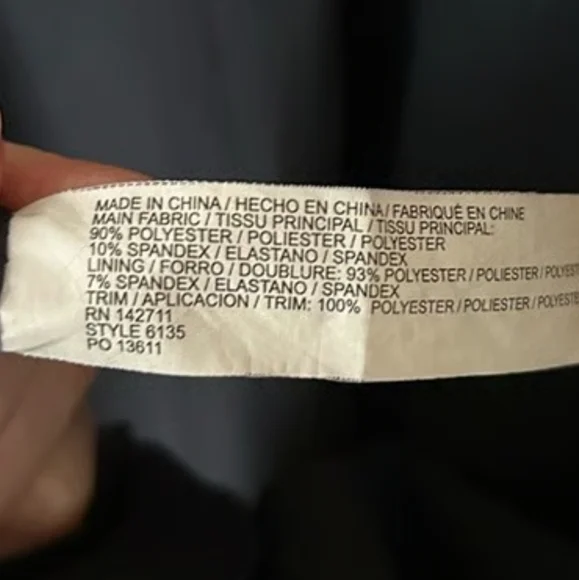 MADE IN CHINA / HECHO EN CHINA / FABRIQUÉ EN CHINE
MAIN FABRIC / TISSU PRINCIPAL / TISSU PRINCIPAL:
90% POLYESTER / POLIESTER / POLYESTER
10% SPANDEX / ELASTANO / SPANDEX
LINING / FORRO / DOUBLURE: 93% POLYESTER / POLIESTER / POLYESTE
7% SPANDEX / ELASTANO / SPANDEX
TRIM / APLICACION / TRIM: 100% POLYESTER / POLIESTER / POLYESTE
RN 142711
STYLE 6135
PO 13611